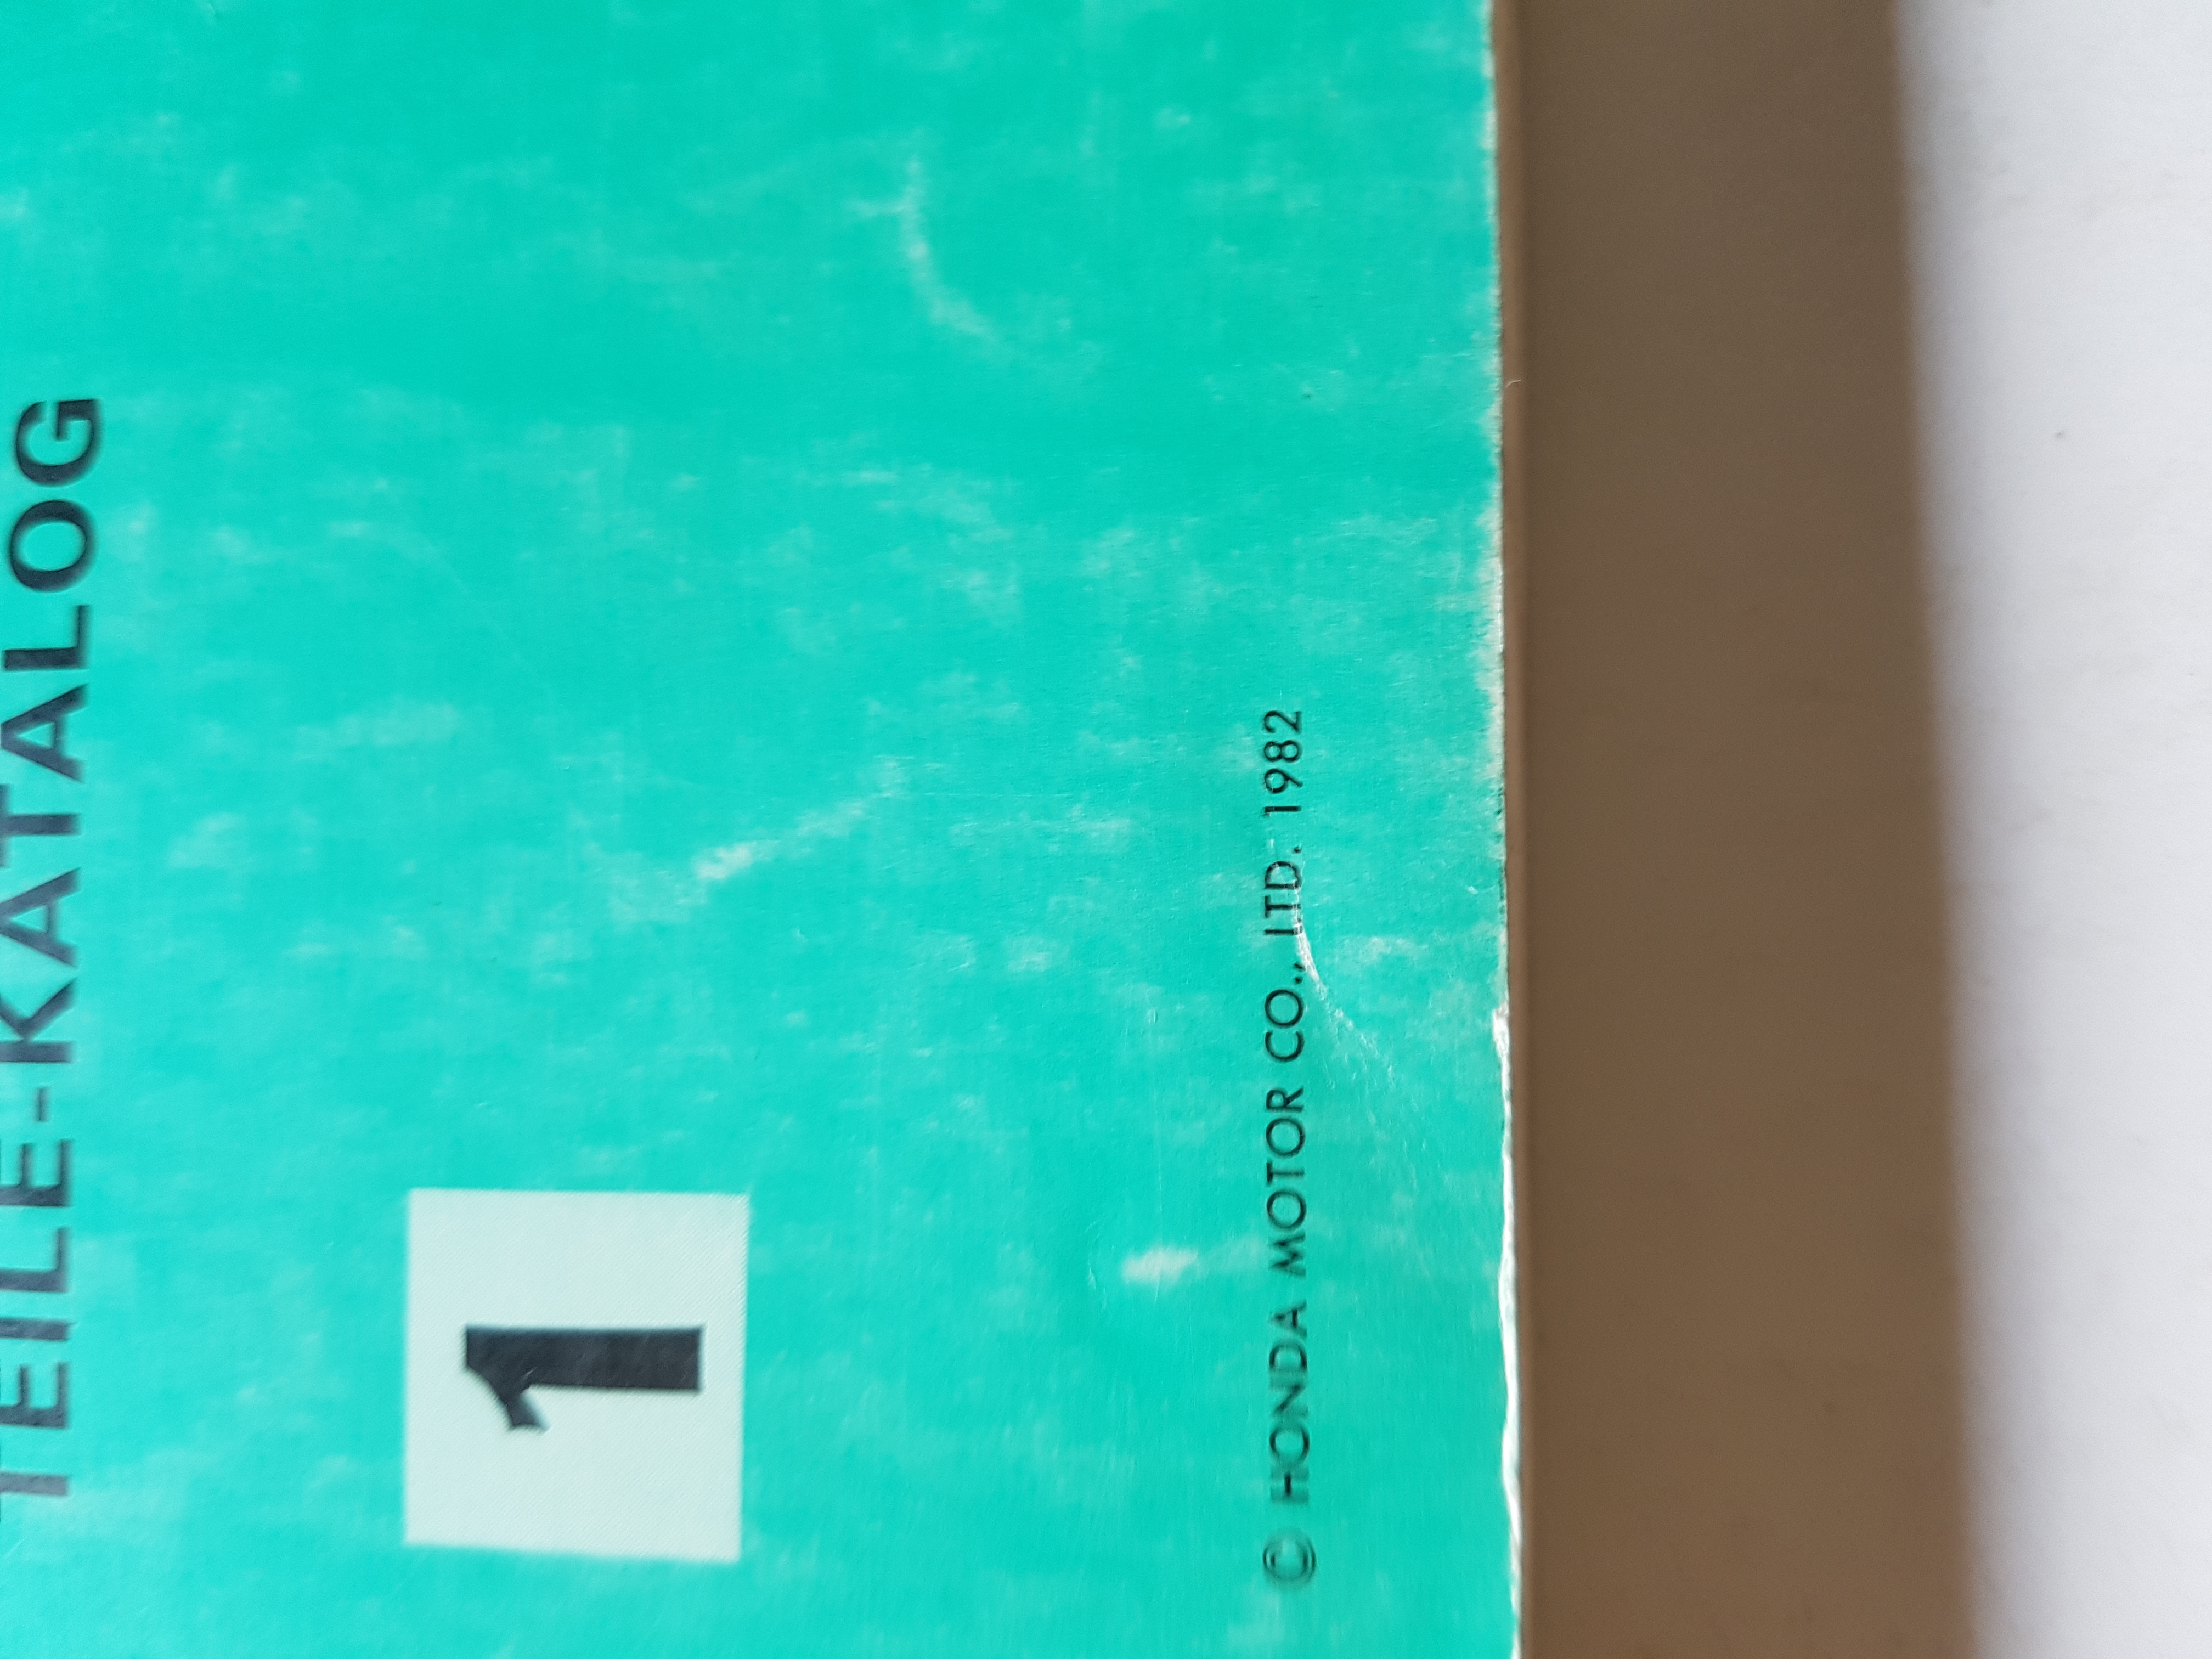 TEILE-KATALOG
1
© HONDA MOTOR CO., LTD. 1982